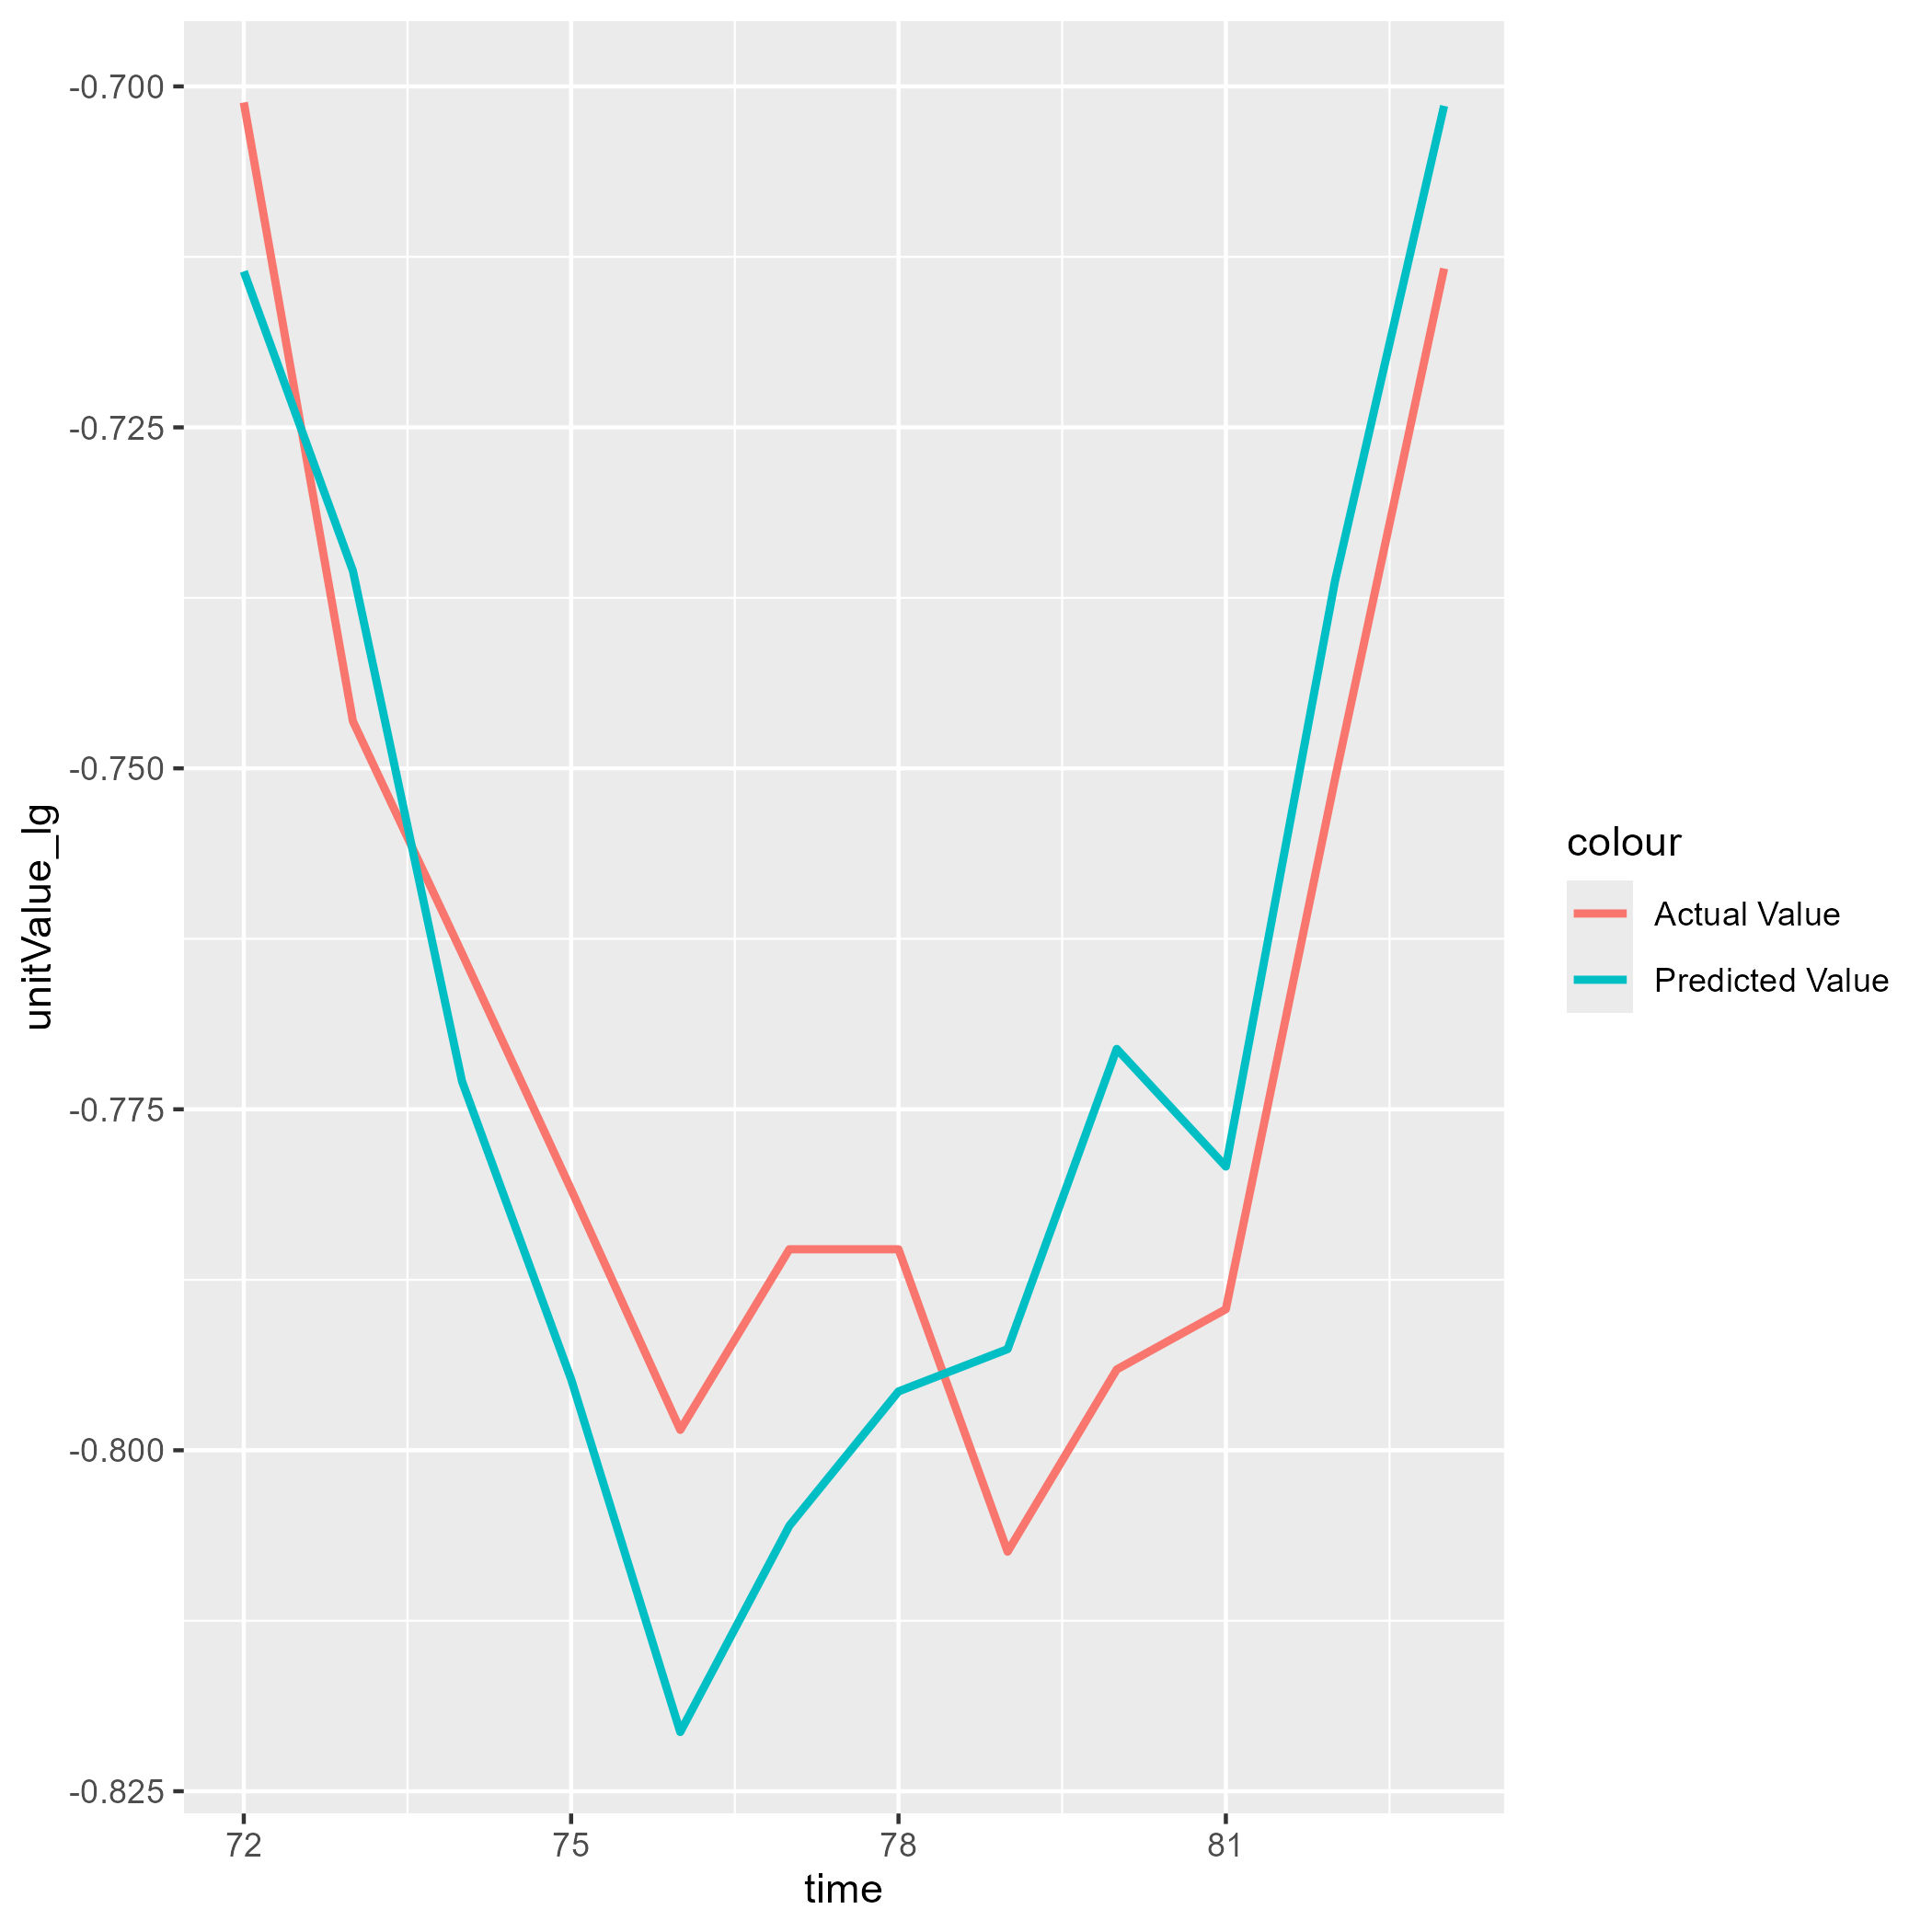 -0.700
-0.725
-0.750
-0.775
-0.800
-0.825
unitValue_lg
72 75 78 81
time
colour
Actual Value
Predicted Value